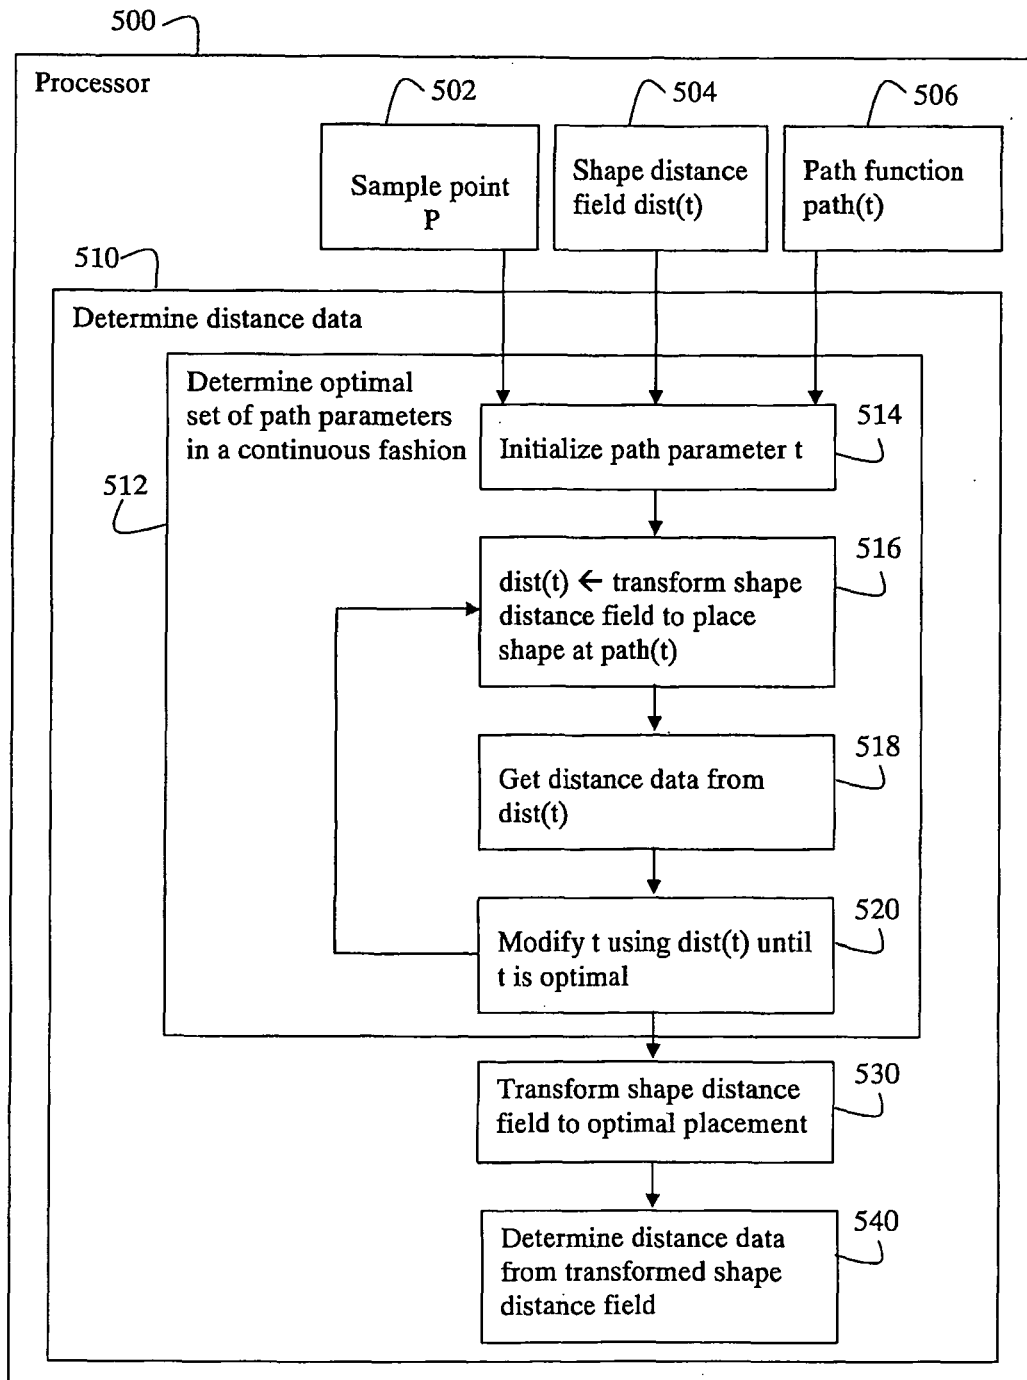 500
Processor
502
504
506
Sample point
P
Shape distance
field dist(t)
Path function
path(t)
510
Determine distance data
Determine optimal
set of path parameters
in a continuous fashion
512
514
Initialize path parameter t
516
dist(t) ← transform shape
distance field to place
shape at path(t)
518
Get distance data from
dist(t)
520
Modify t using dist(t) until
t is optimal
530
Transform shape distance
field to optimal placement
540
Determine distance data
from transformed shape
distance field